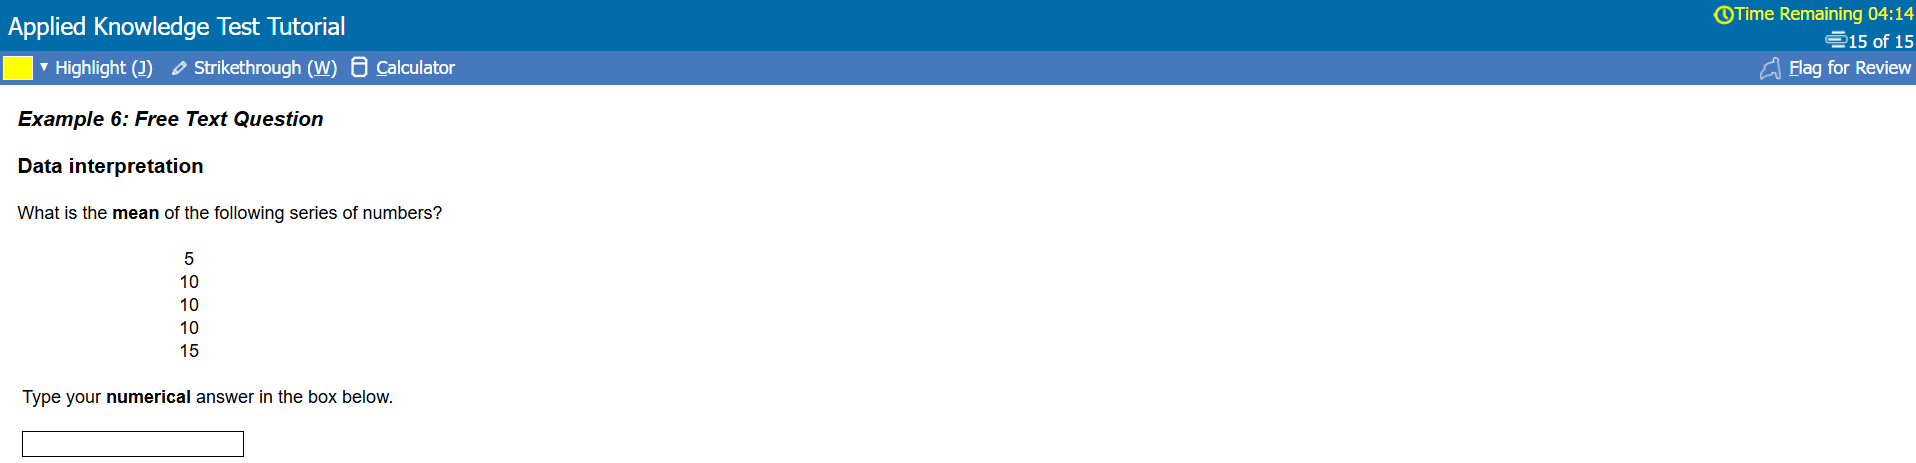 Applied Knowledge Test Tutorial
Time Remaining 04:14
15 of 15
Highlight (J) Strikethrough (W) Calculator
Flag for Review
Example 6: Free Text Question
Data interpretation
What is the mean of the following series of numbers?
5
10
10
10
15
Type your numerical answer in the box below.